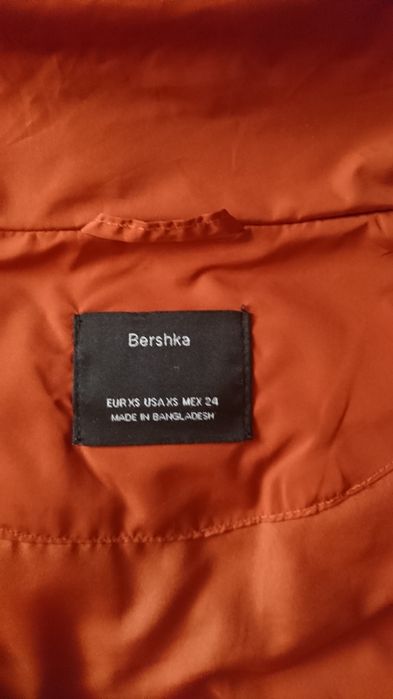 Bershka
EUR XS USA XS MEX 24
MADE IN BANGLADESH